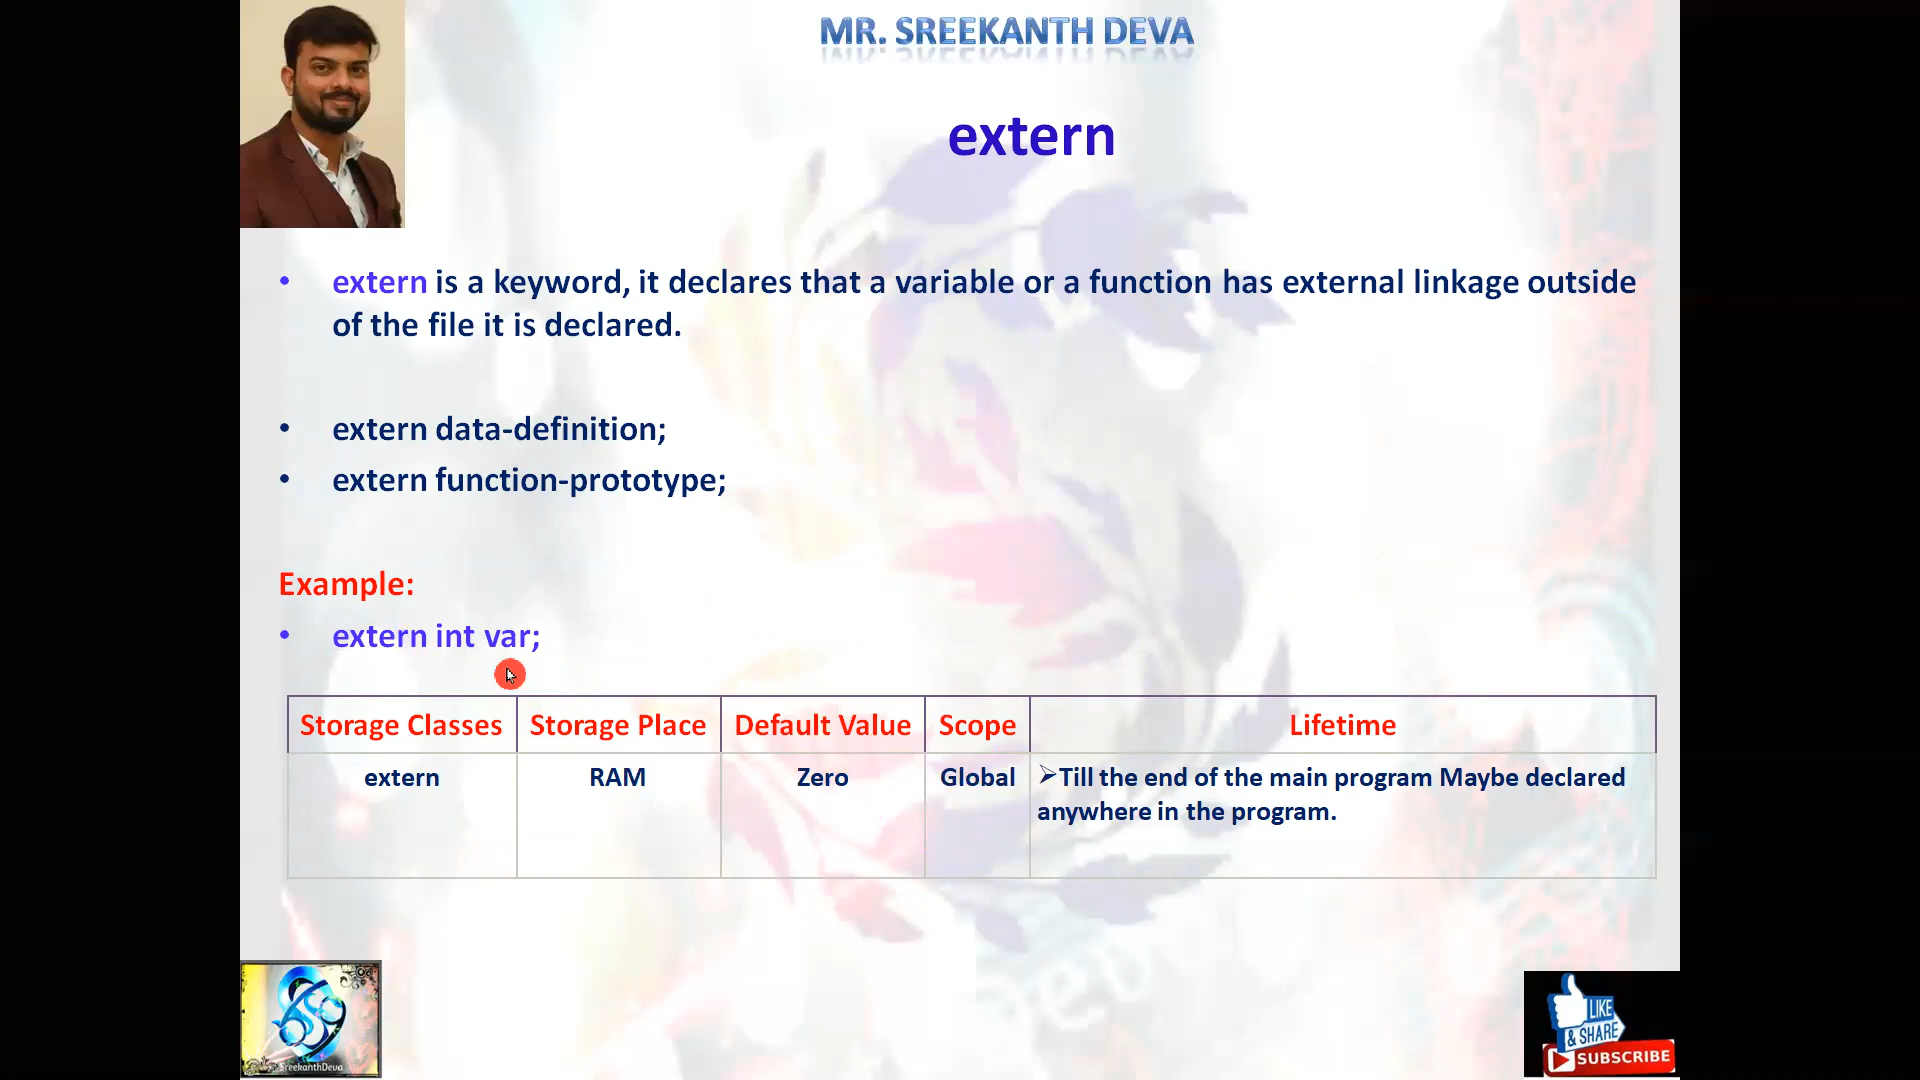 MR. SREEKANTH DEVA
extern
• extern is a keyword, it declares that a variable or a function has external linkage outside
of the file it is declared.
• extern data-definition;
• extern function-prototype;
Example:
• extern int var;
Storage Classes Storage Place Default Value Scope Lifetime
extern RAM Zero Global ➢Till the end of the main program Maybe declared
anywhere in the program.
SreekanthDeva
LIKE
& SHARE
SUBSCRIBE